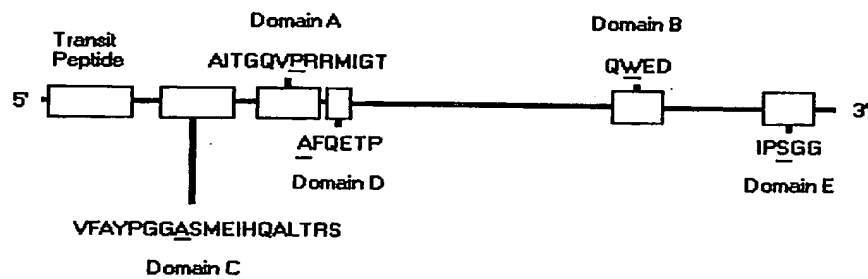 Domain A
Domain B
Transit
Peptide
AITGQVPRRMIGT
QWED
5'
3'
AFQETP
IPSGG
Domain D
Domain E
VFAYPGGASMEIHQALTRS
Domain C